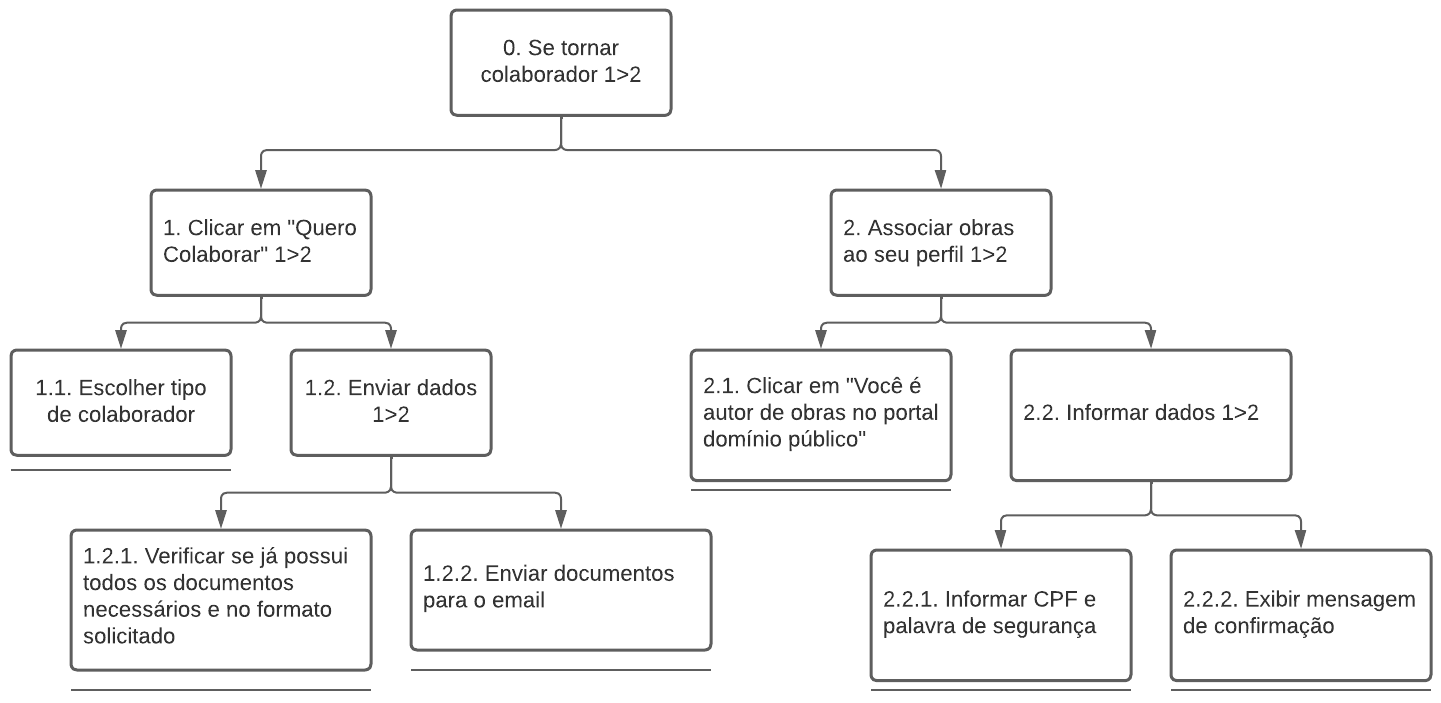 0. Se tornar
colaborador 1>2
1. Clicar em "Quero
Colaborar" 1>2
2. Associar obras
ao seu perfil 1>2
1.1. Escolher tipo
de colaborador
1.2. Enviar dados
1>2
2.1. Clicar em "Você é
autor de obras no portal
domínio público"
2.2. Informar dados 1>2
1.2.1. Verificar se já possui
todos os documentos
necessários e no formato
solicitado
1.2.2. Enviar documentos
para o email
2.2.1. Informar CPF e
palavra de segurança
2.2.2. Exibir mensagem
de confirmação